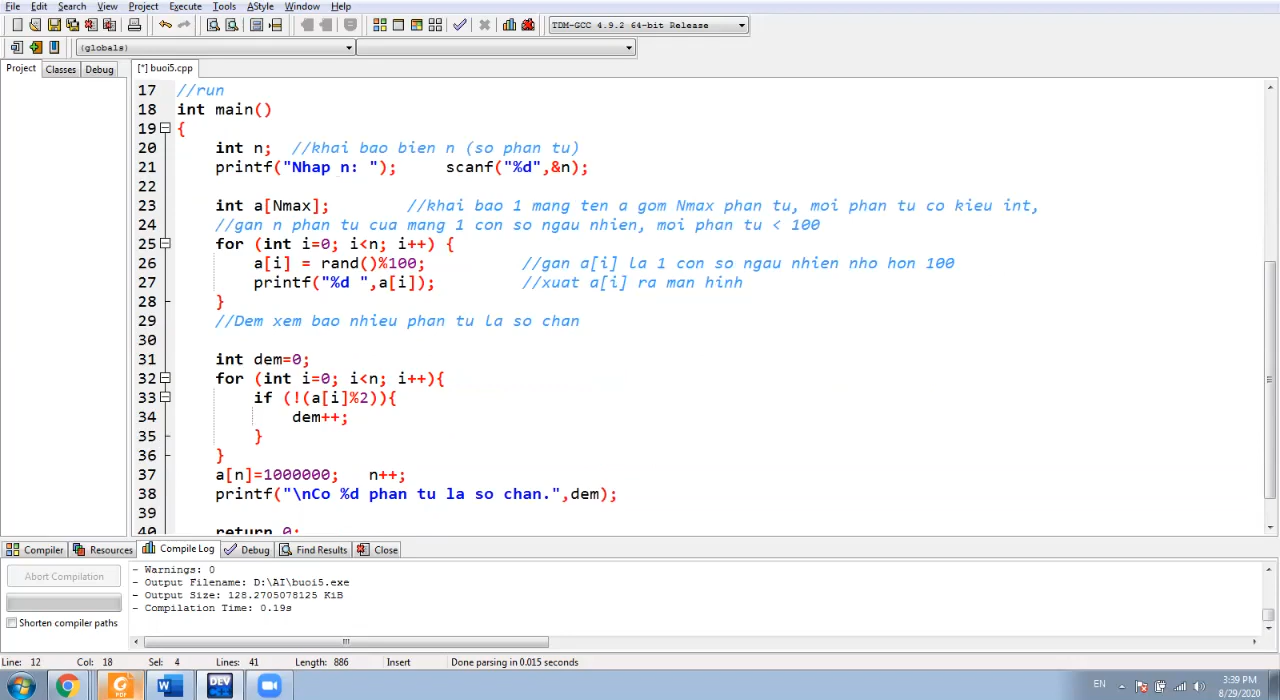 File Edit Search View Project Execute Tools AStyle Window Help
TDM-GCC 4.9.2 64-bit Release
(globals)
Project Classes Debug [*] buoi5.cpp
17 //run
18 int main()
19 {
20 int n; //khai bao bien n (so phan tu)
21 printf("Nhap n: "); scanf("%d",&n);
22
23 int a[Nmax]; //khai bao 1 mang ten a gom Nmax phan tu, moi phan tu co kieu int,
24 //gan n phan tu cua mang 1 con so ngau nhien, moi phan tu < 100
25 for (int i=0; i<n; i++) {
26 a[i] = rand()%100; //gan a[i] la 1 con so ngau nhien nho hon 100
27 printf("%d ",a[i]); //xuat a[i] ra man hinh
28 }
29 //Dem xem bao nhieu phan tu la so chan
30
31 int dem=0;
32 for (int i=0; i<n; i++){
33 if (!(a[i]%2)){
34 dem++;
35 }
36 }
37 a[n]=1000000; n++;
38 printf("\nCo %d phan tu la so chan.",dem);
39
40 return 0;
Compiler Resources Compile Log Debug Find Results Close
Abort Compilation
Shorten compiler paths
- Warnings: 0
- Output Filename: D:\AI\buoi5.exe
- Output Size: 128.2705078125 KiB
- Compilation Time: 0.19s
Line: 12 Col: 18 Sel: 4 Lines: 41 Length: 886 Insert Done parsing in 0.015 seconds
PDF
DEV
EN
3:39 PM
8/29/2020